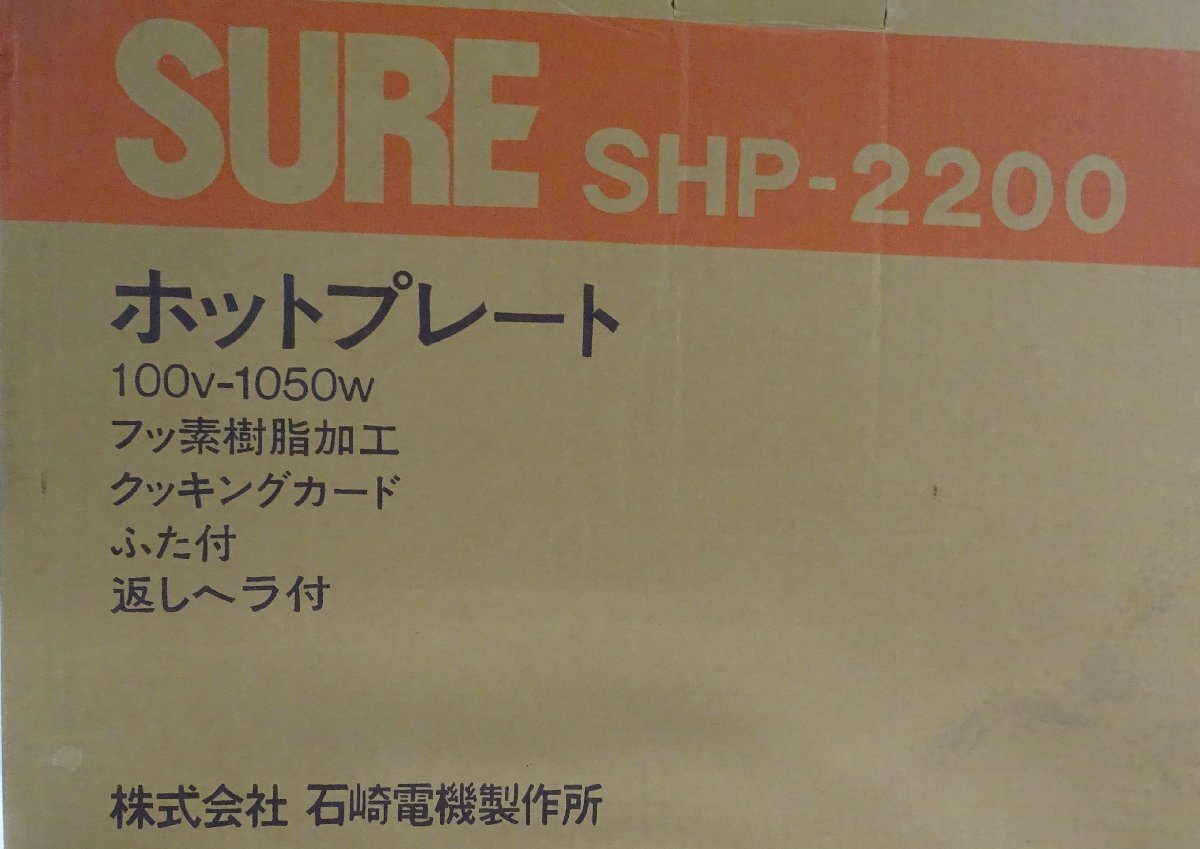 SURE SHP-2200
ホットプレート
100V-1050W
フッ素樹脂加工
クッキングカード
ふた付
返しヘラ付
株式会社 石崎電機製作所